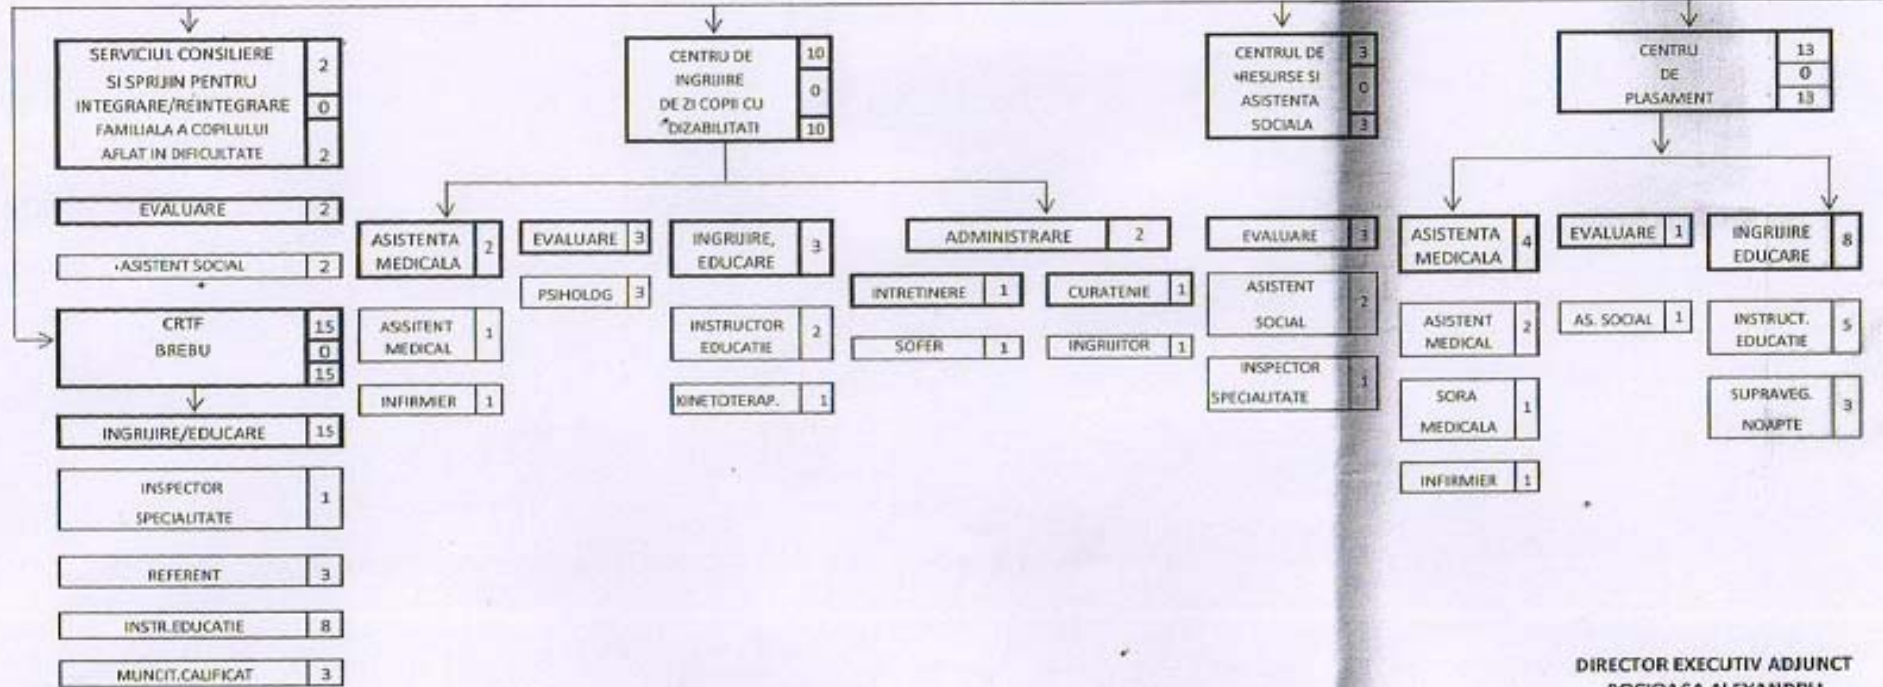 SERVICIUL CONSILIERE
SI SPRIJIN PENTRU
INTEGRARE/REINTEGRARE
FAMILIALA A COPILULUI
AFLAT IN DIFICULTATE
2
0
2
EVALUARE 2
ASISTENT SOCIAL 2
CRTF
BREBU
15
0
15
INGRIJIRE/EDUCARE 15
INSPECTOR
SPECIALITATE
1
REFERENT 3
INSTR.EDUCATIE 8
MUNCIT.CALIFICAT 3
CENTRU DE
INGRIJIRE
DE ZI COPII CU
DIZABILITATI
10
0
10
ASISTENTA
MEDICALA
2
ASISITENT
MEDICAL
1
INFIRMIER 1
EVALUARE 3
PSIHOLOG 3
INGRIJIRE,
EDUCARE
3
INSTRUCTOR
EDUCATIE
2
KINETOTERAP. 1
ADMINISTRARE 2
INTRETINERE 1
SOFER 1
CURATENIE 1
INGRIJITOR 1
CENTRUL DE
RESURSE SI
ASISTENTA
SOCIALA
3
0
3
EVALUARE 3
ASISTENT
SOCIAL
2
INSPECTOR
SPECIALITATE
1
CENTRU
DE
PLASAMENT
13
0
13
ASISTENTA
MEDICALA
4
ASISTENT
MEDICAL
2
SORA
MEDICALA
1
INFIRMIER 1
EVALUARE 1
AS. SOCIAL 1
INGRIJIRE
EDUCARE
8
INSTRUCT.
EDUCATIE
5
SUPRAVEG.
NOAPTE
3
DIRECTOR EXECUTIV ADJUNCT